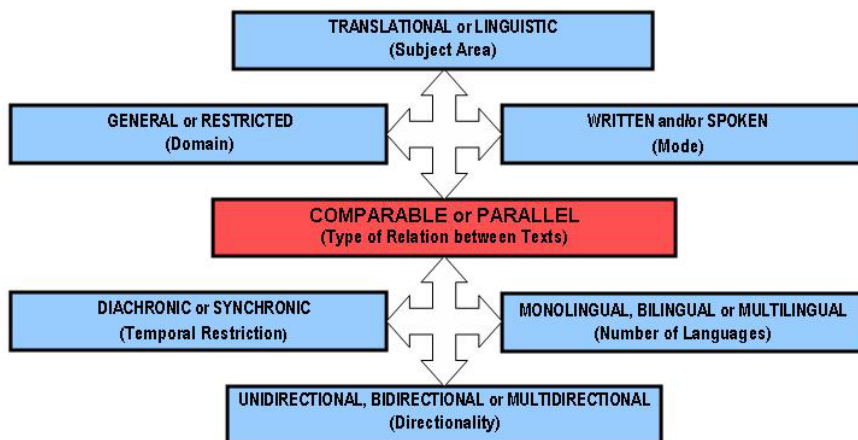 TRANSLATIONAL or LINGUISTIC
(Subject Area)
GENERAL or RESTRICTED
(Domain)
WRITTEN and/or SPOKEN
(Mode)
COMPARABLE or PARALLEL
(Type of Relation between Texts)
DIACHRONIC or SYNCHRONIC
(Temporal Restriction)
MONOLINGUAL, BILINGUAL or MULTILINGUAL
(Number of Languages)
UNIDIRECTIONAL, BIDIRECTIONAL or MULTIDIRECTIONAL
(Directionality)